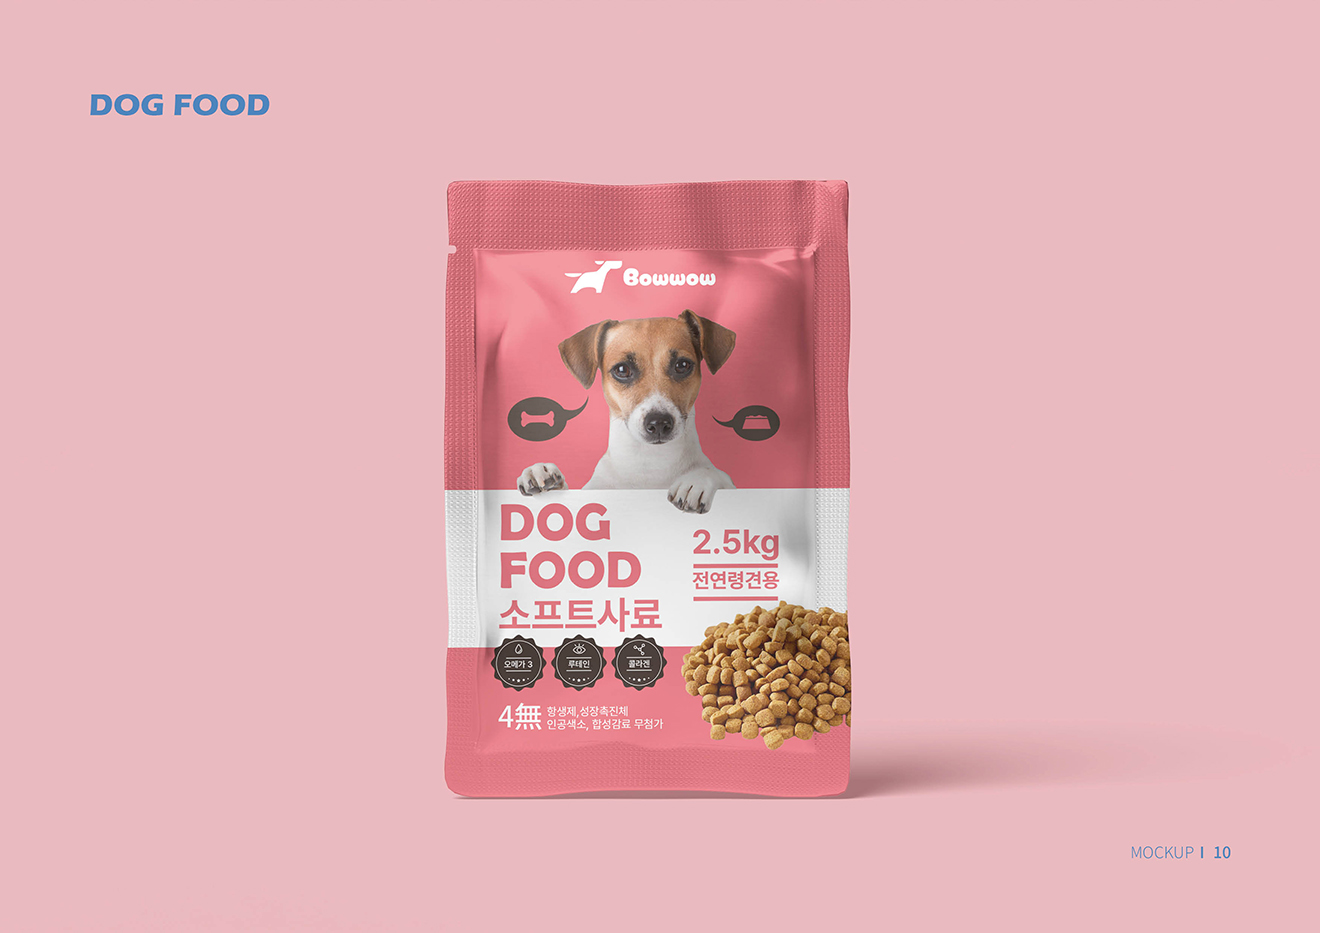 DOG FOOD
Bowwow
DOG
FOOD
소프트사료
2.5kg
전연령견용
오메가 3
루테인
콜라겐
4無
항생제,성장촉진체
인공색소, 합성감료 무첨가
MOCKUP I 10